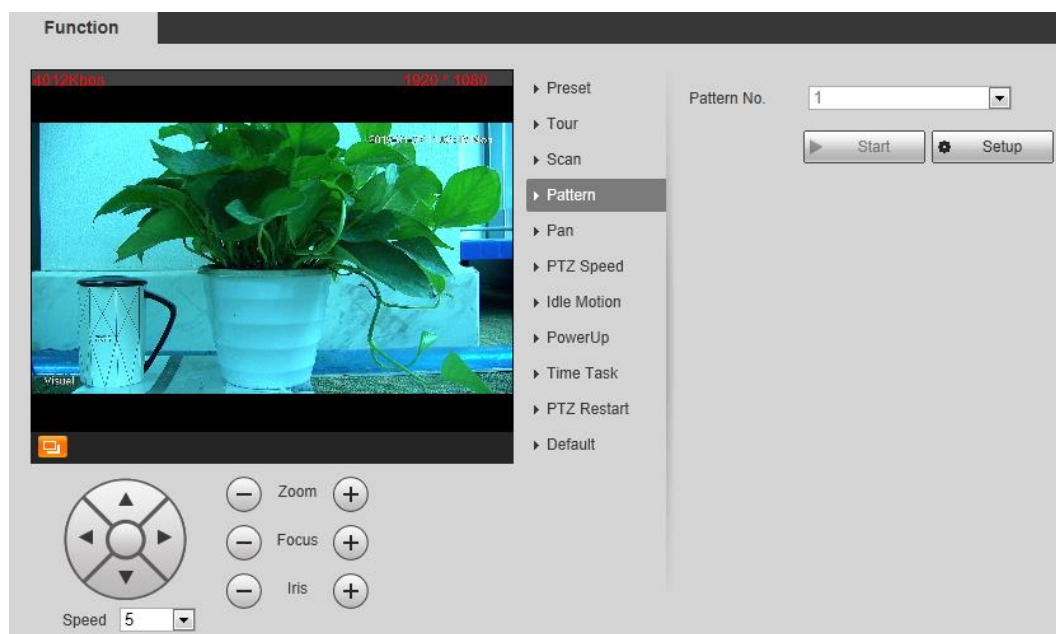 Function
4012Kbps
1920 * 1080
Visual
Speed 5
Zoom
Focus
Iris
Preset
Tour
Scan
Pattern
Pan
PTZ Speed
Idle Motion
PowerUp
Time Task
PTZ Restart
Default
Pattern No. 1
Start
Setup